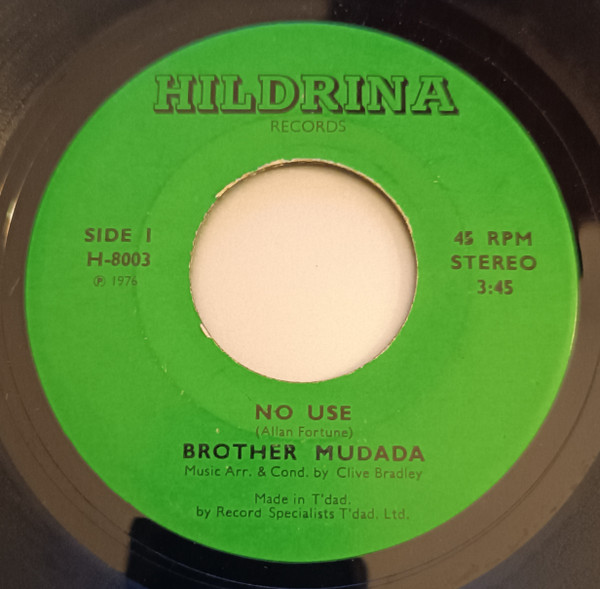 HILDRINA
RECORDS
SIDE 1
H-8003
℗ 1976
45 RPM
STEREO
3:45
NO USE
(Allan Fortune)
BROTHER MUDADA
Music Arr. & Cond. by Clive Bradley
Made in T'dad.
by Record Specialists T'dad. Ltd.